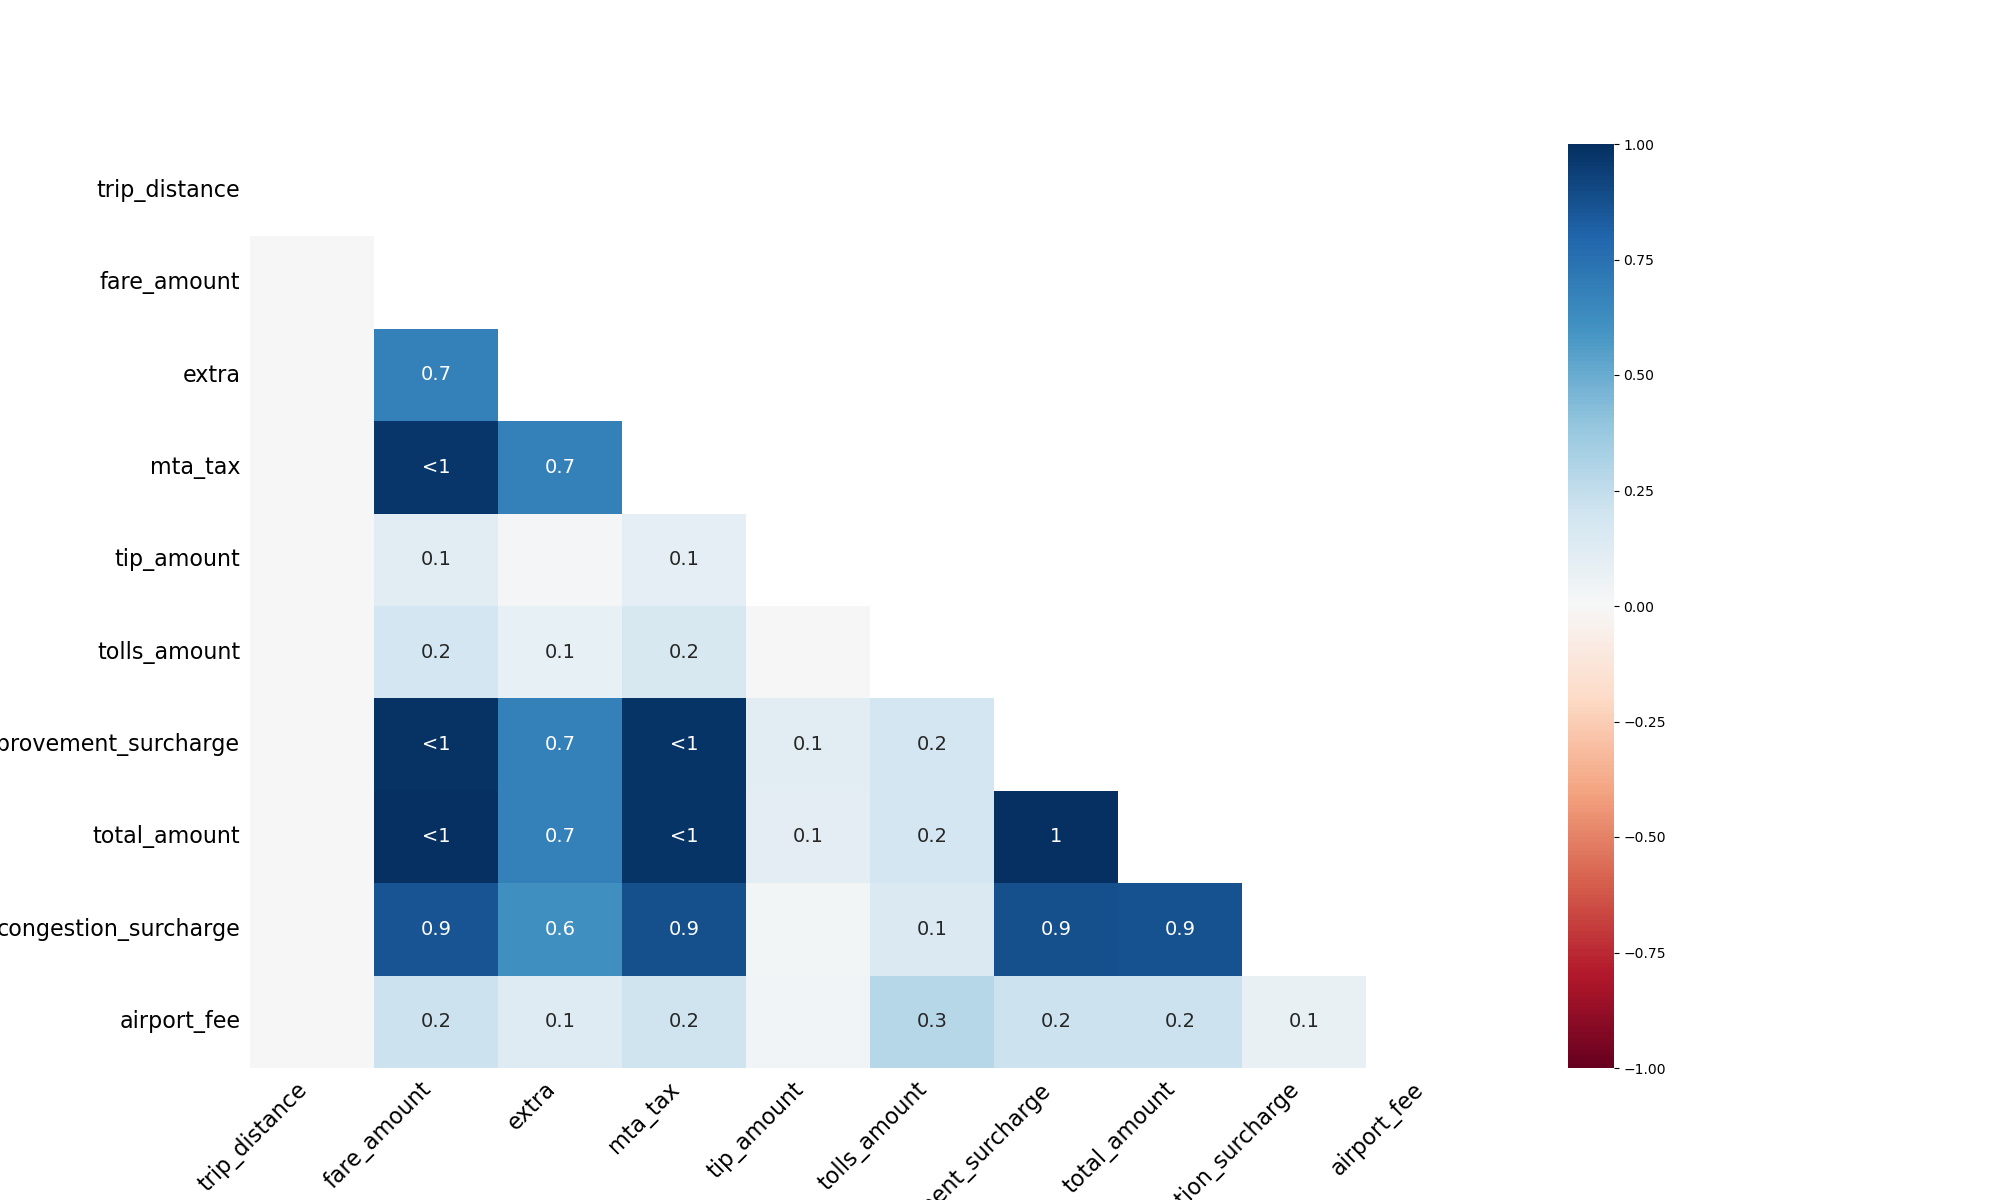 trip_distance
fare_amount
extra 0.7
mta_tax <1 0.7
tip_amount 0.1 0.1
tolls_amount 0.2 0.1 0.2
provement_surcharge <1 0.7 <1 0.1 0.2
total_amount <1 0.7 <1 0.1 0.2 1
congestion_surcharge 0.9 0.6 0.9 0.1 0.9 0.9
airport_fee 0.2 0.1 0.2 0.3 0.2 0.2 0.1
trip_distance
fare_amount
extra
mta_tax
tip_amount
tolls_amount
ent_surcharge
total_amount
tion_surcharge
airport_fee
1.00
0.75
0.50
0.25
0.00
−0.25
−0.50
−0.75
−1.00